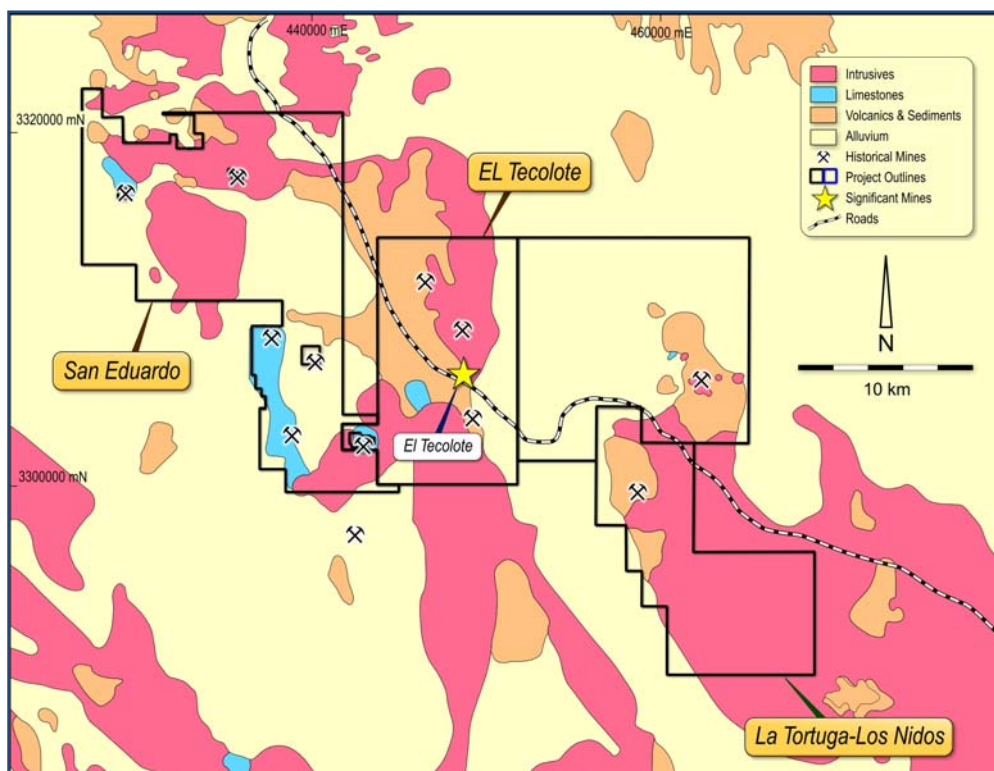 440000 mE
460000 mE
3320000 mN
Intrusives
Limestones
Volcanics & Sediments
Alluvium
Historical Mines
Project Outlines
Significant Mines
Roads
EL Tecolote
N
10 km
San Eduardo
El Tecolote
3300000 mN
La Tortuga-Los Nidos